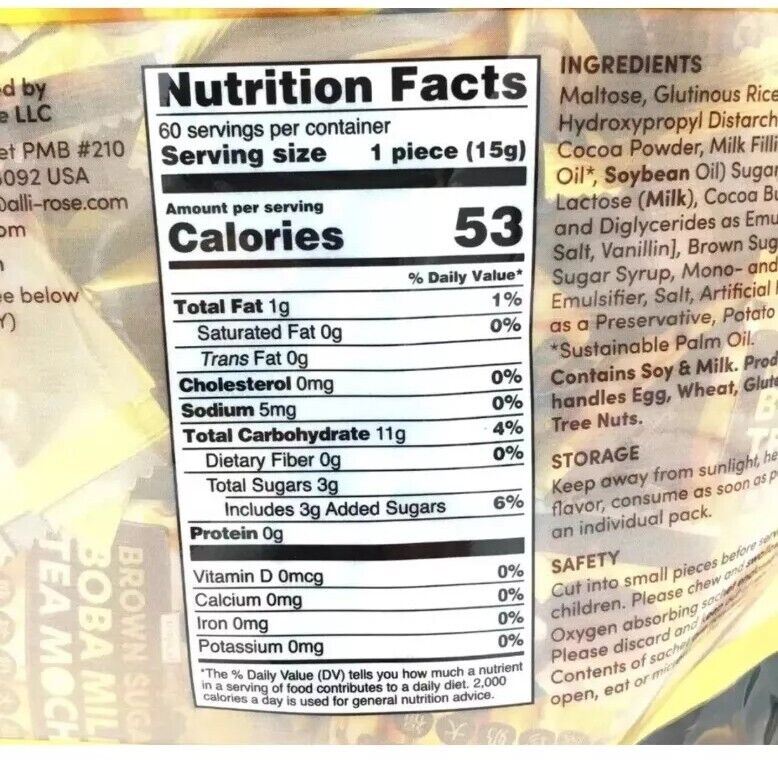 d by
LLC
et PMB #210
092 USA
alli-rose.com
om
e below
Y)
Nutrition Facts
60 servings per container
Serving size 1 piece (15g)
Amount per serving
Calories 53
% Daily Value*
Total Fat 1g 1%
Saturated Fat 0g 0%
Trans Fat 0g
Cholesterol 0mg 0%
Sodium 5mg 0%
Total Carbohydrate 11g 4%
Dietary Fiber 0g 0%
Total Sugars 3g
Includes 3g Added Sugars 6%
Protein 0g
Vitamin D 0mcg 0%
Calcium 0mg 0%
Iron 0mg 0%
Potassium 0mg 0%
*The % Daily Value (DV) tells you how much a nutrient
in a serving of food contributes to a daily diet. 2,000
calories a day is used for general nutrition advice.
INGREDIENTS
Maltose, Glutinous Rice
Hydroxypropyl Distarch
Cocoa Powder, Milk Filli
Oil*, Soybean Oil) Sugar
Lactose (Milk), Cocoa Bu
and Diglycerides as Emu
Salt, Vanillin], Brown Sug
Sugar Syrup, Mono- and
Emulsifier, Salt, Artificial
as a Preservative, Potato
*Sustainable Palm Oil.
Contains Soy & Milk. Prod
handles Egg, Wheat, Glut
Tree Nuts.
STORAGE
Keep away from sunlight, he
flavor, consume as soon as p
an individual pack.
SAFETY
Cut into small pieces before serv
children. Please chew and swallow
Oxygen absorbing sachet
Please discard and
Contents of sachet
open, eat or micr
BROWN SUGA
BOBA MIL
TEA MOCH